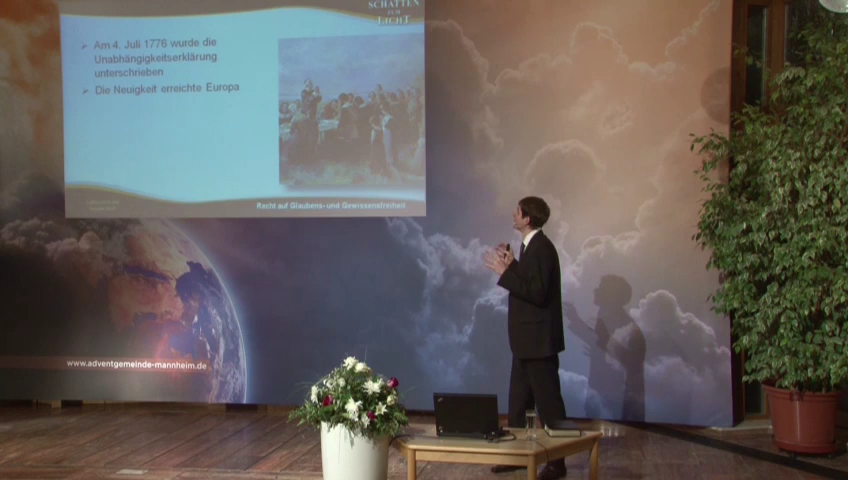 SCHATTEN
ZUM
LICHT
Am 4. Juli 1776 wurde die
Unabhängigkeitserklärung
unterschrieben
Die Neuigkeit erreichte Europa
Recht auf Glaubens- und Gewissensfreiheit
www.adventgemeinde-mannheim.de